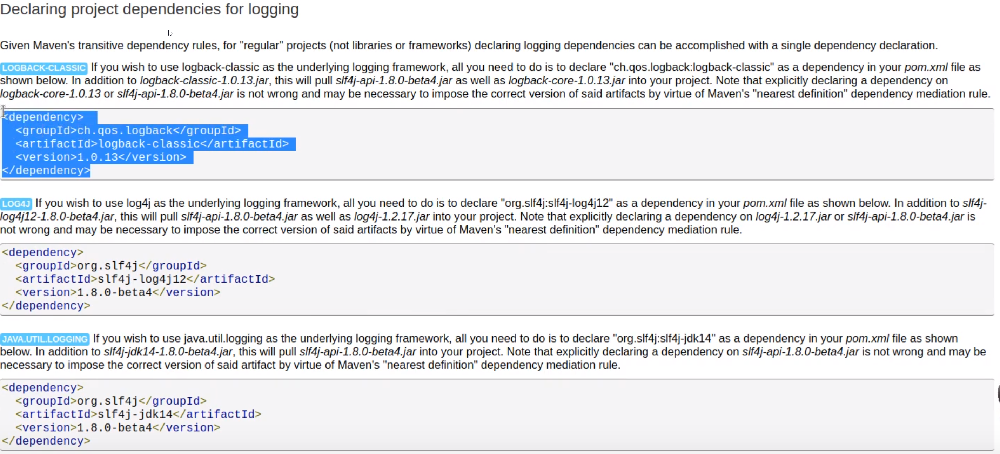 Declaring project dependencies for logging
Given Maven's transitive dependency rules, for "regular" projects (not libraries or frameworks) declaring logging dependencies can be accomplished with a single dependency declaration.
LOGBACK-CLASSIC If you wish to use logback-classic as the underlying logging framework, all you need to do is to declare "ch.qos.logback:logback-classic" as a dependency in your pom.xml file as
shown below. In addition to logback-classic-1.0.13.jar, this will pull slf4j-api-1.8.0-beta4.jar as well as logback-core-1.0.13.jar into your project. Note that explicitly declaring a dependency on
logback-core-1.0.13 or slf4j-api-1.8.0-beta4.jar is not wrong and may be necessary to impose the correct version of said artifacts by virtue of Maven's "nearest definition" dependency mediation rule.
<dependency>
  <groupId>ch.qos.logback</groupId>
  <artifactId>logback-classic</artifactId>
  <version>1.0.13</version>
</dependency>
LOG4J If you wish to use log4j as the underlying logging framework, all you need to do is to declare "org.slf4j:slf4j-log4j12" as a dependency in your pom.xml file as shown below. In addition to slf4j-
log4j12-1.8.0-beta4.jar, this will pull slf4j-api-1.8.0-beta4.jar as well as log4j-1.2.17.jar into your project. Note that explicitly declaring a dependency on log4j-1.2.17.jar or slf4j-api-1.8.0-beta4.jar is
not wrong and may be necessary to impose the correct version of said artifacts by virtue of Maven's "nearest definition" dependency mediation rule.
<dependency>
  <groupId>org.slf4j</groupId>
  <artifactId>slf4j-log4j12</artifactId>
  <version>1.8.0-beta4</version>
</dependency>
JAVA.UTIL.LOGGING If you wish to use java.util.logging as the underlying logging framework, all you need to do is to declare "org.slf4j:slf4j-jdk14" as a dependency in your pom.xml file as shown
below. In addition to slf4j-jdk14-1.8.0-beta4.jar, this will pull slf4j-api-1.8.0-beta4.jar into your project. Note that explicitly declaring a dependency on slf4j-api-1.8.0-beta4.jar is not wrong and may be
necessary to impose the correct version of said artifact by virtue of Maven's "nearest definition" dependency mediation rule.
<dependency>
  <groupId>org.slf4j</groupId>
  <artifactId>slf4j-jdk14</artifactId>
  <version>1.8.0-beta4</version>
</dependency>